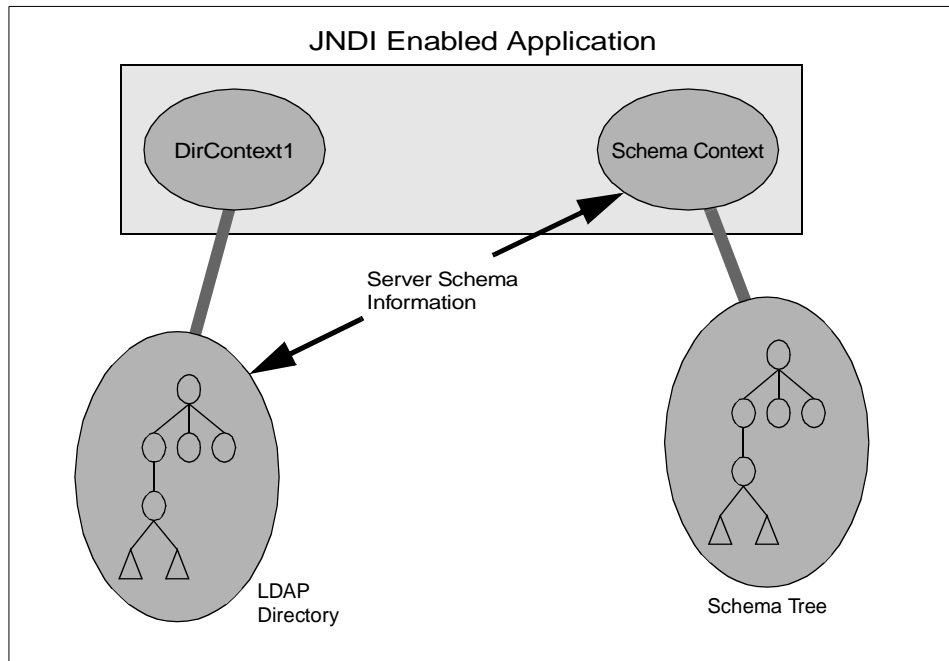 JNDI Enabled Application
DirContext1
Schema Context
Server Schema
Information
LDAP
Directory
Schema Tree